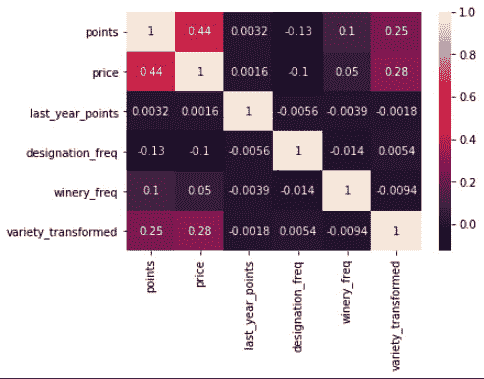 points 1 0.44 0.0032 -0.13 0.1 0.25
price 0.44 1 0.0016 -0.1 0.05 0.28
last_year_points 0.0032 0.0016 1 -0.0056 -0.0039 -0.0018
designation_freq -0.13 -0.1 -0.0056 1 -0.014 0.0054
winery_freq 0.1 0.05 -0.0039 -0.014 1 -0.0094
variety_transformed 0.25 0.28 -0.0018 0.0054 -0.0094 1
points
price
last_year_points
designation_freq
winery_freq
variety_transformed
1.0
0.8
0.6
0.4
0.2
0.0